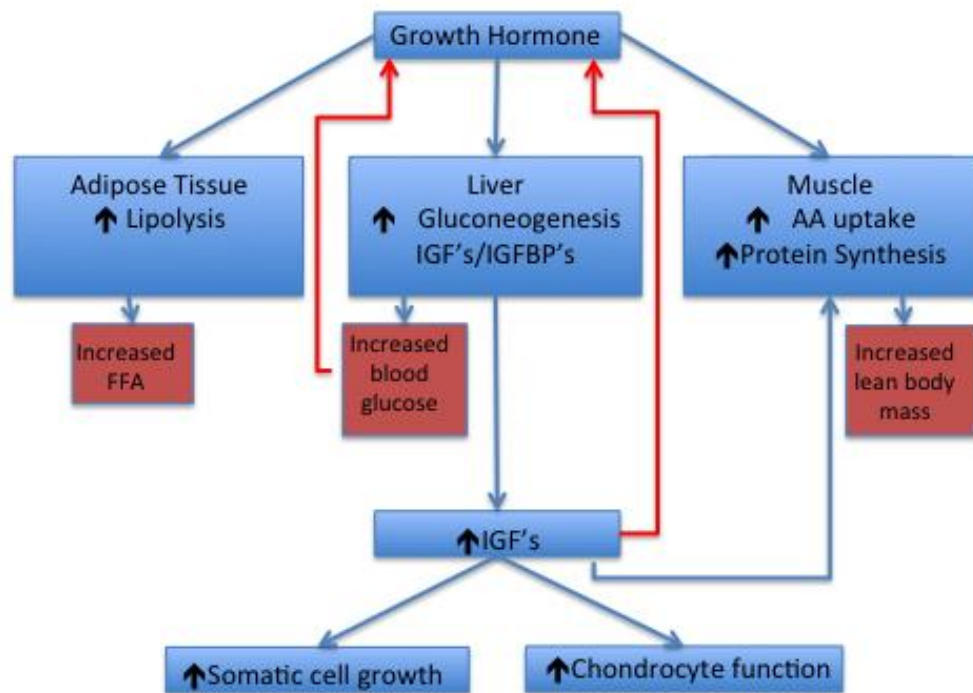 Growth Hormone
Adipose Tissue
🡅 Lipolysis
Liver
🡅 Gluconeogenesis
IGF's/IGFBP's
Muscle
🡅 AA uptake
🡅Protein Synthesis
Increased
FFA
Increased
blood
glucose
Increased
lean body
mass
🡅IGF's
🡅Somatic cell growth
🡅Chondrocyte function